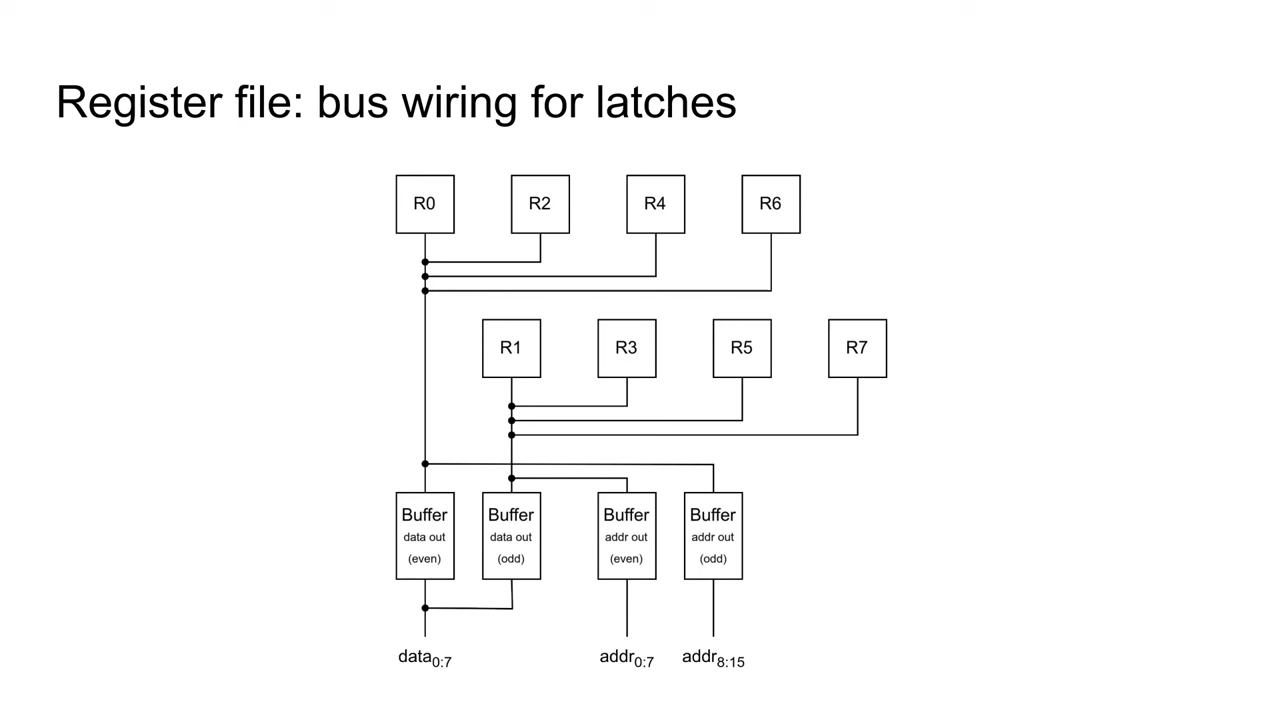 Register file: bus wiring for latches
R0
R2
R4
R6
R1
R3
R5
R7
Buffer
data out
(even)
Buffer
data out
(odd)
Buffer
addr out
(even)
Buffer
addr out
(odd)
data0:7
addr0:7
addr8:15